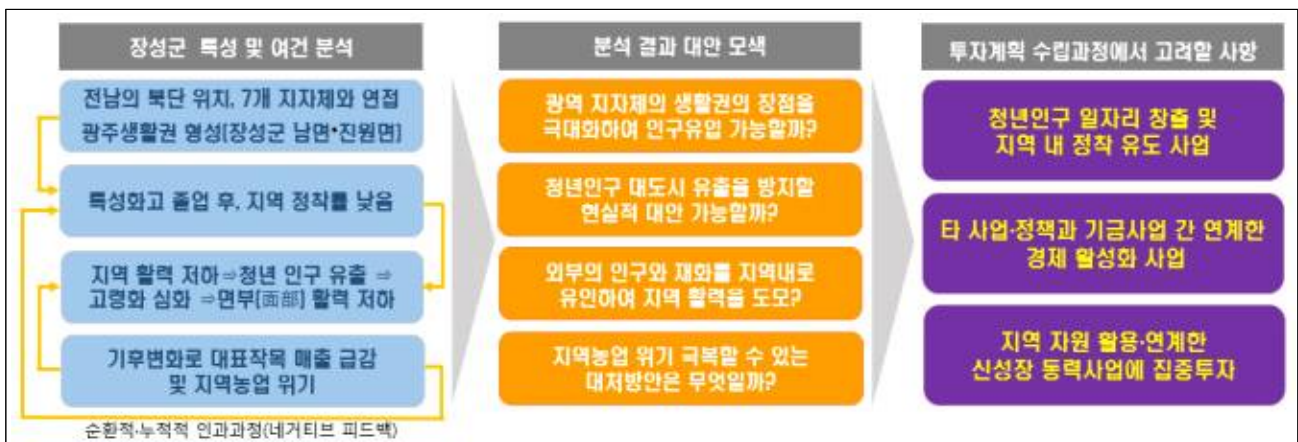 장성군 특성 및 여건 분석
전남의 북단 위치, 7개 지자체와 연접
광주생활권 형성[장성군 남면•진원면]
특성화고 졸업 후, 지역 정착률 낮음
지역 활력 저하⇒청년 인구 유출 ⇒
고령화 심화 ⇒면부[面部] 활력 저하
기후변화로 대표작목 매출 급감
및 지역농업 위기
순환적·누적적 인과과정(네거티브 피드백)
분석 결과 대안 모색
광역 지자체의 생활권의 장점을
극대화하여 인구유입 가능할까?
청년인구 대도시 유출을 방지할
현실적 대안 가능할까?
외부의 인구와 재화를 지역내로
유인하여 지역 활력을 도모?
지역농업 위기 극복할 수 있는
대처방안은 무엇일까?
투자계획 수립과정에서 고려할 사항
청년인구 일자리 창출 및
지역 내 정착 유도 사업
타 사업·정책과 기금사업 간 연계한
경제 활성화 사업
지역 자원 활용·연계한
신성장 동력사업에 집중투자